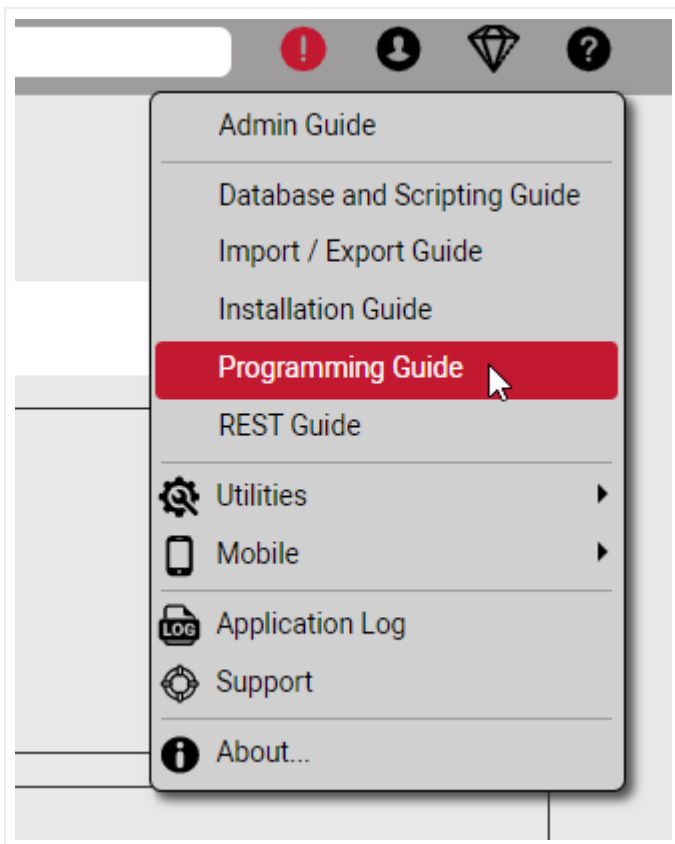 Admin Guide
Database and Scripting Guide
Import / Export Guide
Installation Guide
Programming Guide
REST Guide
Utilities
Mobile
LOG Application Log
Support
About...